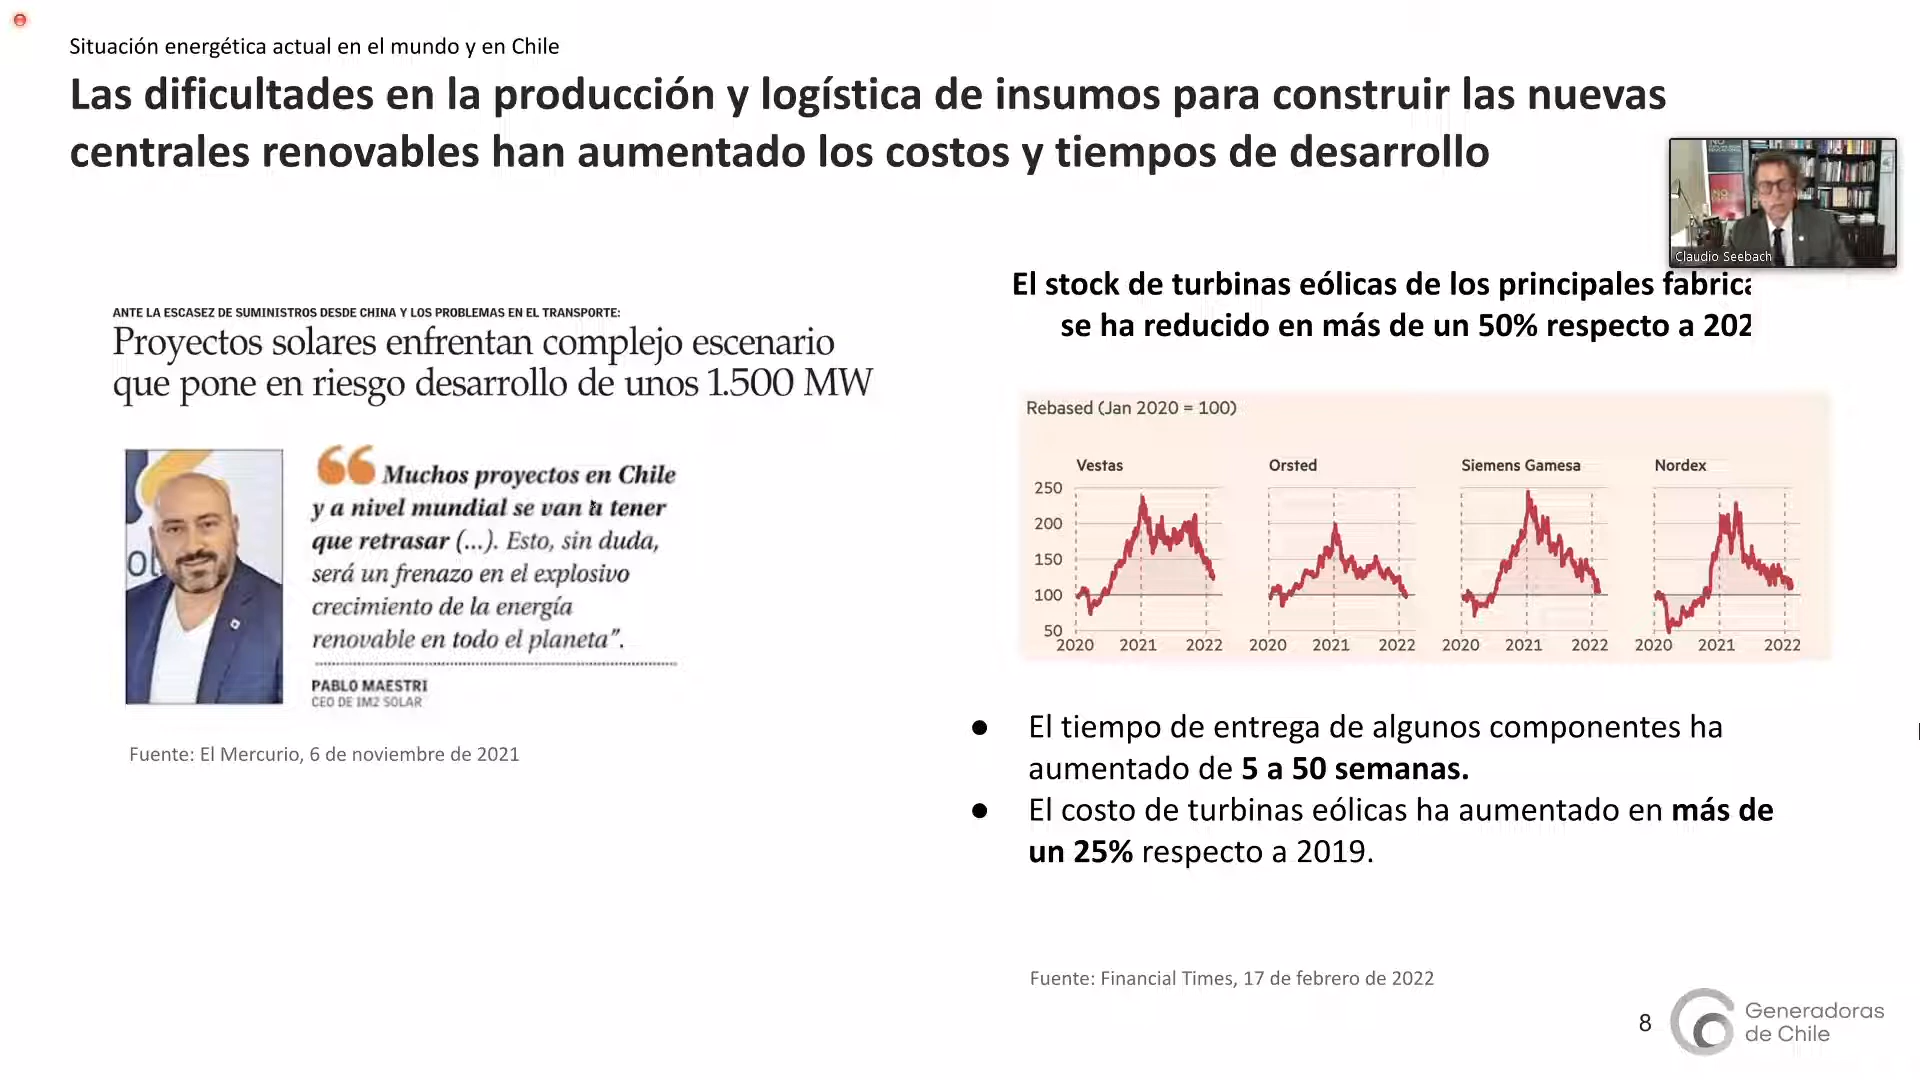 Situación energética actual en el mundo y en Chile
Las dificultades en la producción y logística de insumos para construir las nuevas
centrales renovables han aumentado los costos y tiempos de desarrollo
Claudio Seebach
ANTE LA ESCASEZ DE SUMINISTROS DESDE CHINA Y LOS PROBLEMAS EN EL TRANSPORTE:
Proyectos solares enfrentan complejo escenario
que pone en riesgo desarrollo de unos 1.500 MW
“Muchos proyectos en Chile
y a nivel mundial se van a tener
que retrasar (...). Esto, sin duda,
será un frenazo en el explosivo
crecimiento de la energía
renovable en todo el planeta”.
PABLO MAESTRI
CEO DE IM2 SOLAR
Fuente: El Mercurio, 6 de noviembre de 2021
El stock de turbinas eólicas de los principales fabrica
se ha reducido en más de un 50% respecto a 202
Rebased (Jan 2020 = 100)
Vestas Orsted Siemens Gamesa Nordex
250
200
150
100
50
2020 2021 2022 2020 2021 2022 2020 2021 2022 2020 2021 2022
● El tiempo de entrega de algunos componentes ha
aumentado de 5 a 50 semanas.
● El costo de turbinas eólicas ha aumentado en más de
un 25% respecto a 2019.
Fuente: Financial Times, 17 de febrero de 2022
8
Generadoras
de Chile